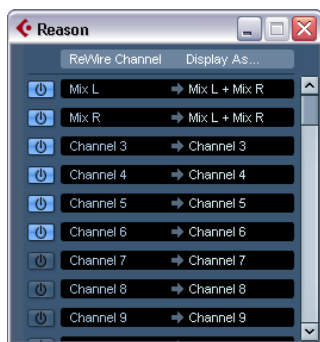 Reason
ReWire Channel Display As...
Mix L Mix L + Mix R
Mix R Mix L + Mix R
Channel 3 Channel 3
Channel 4 Channel 4
Channel 5 Channel 5
Channel 6 Channel 6
Channel 7 Channel 7
Channel 8 Channel 8
Channel 9 Channel 9